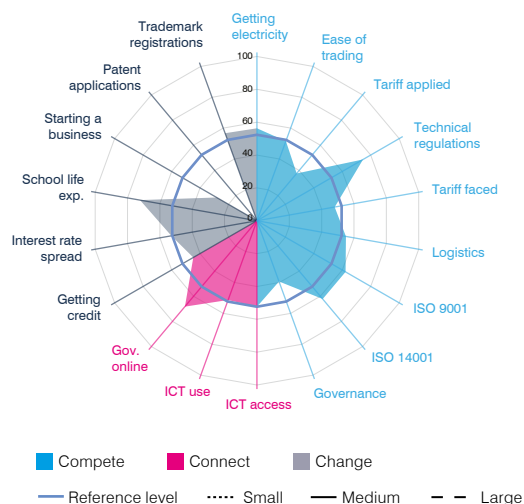 Getting
electricity
Ease of
trading
Tariff applied
Technical
regulations
Tariff faced
Logistics
ISO 9001
ISO 14001
Governance
ICT access
ICT use
Gov.
online
Getting
credit
Interest rate
spread
School life
exp.
Starting a
business
Patent
applications
Trademark
registrations
100
80
60
40
20
0
Compete Connect Change
Reference level Small Medium Large